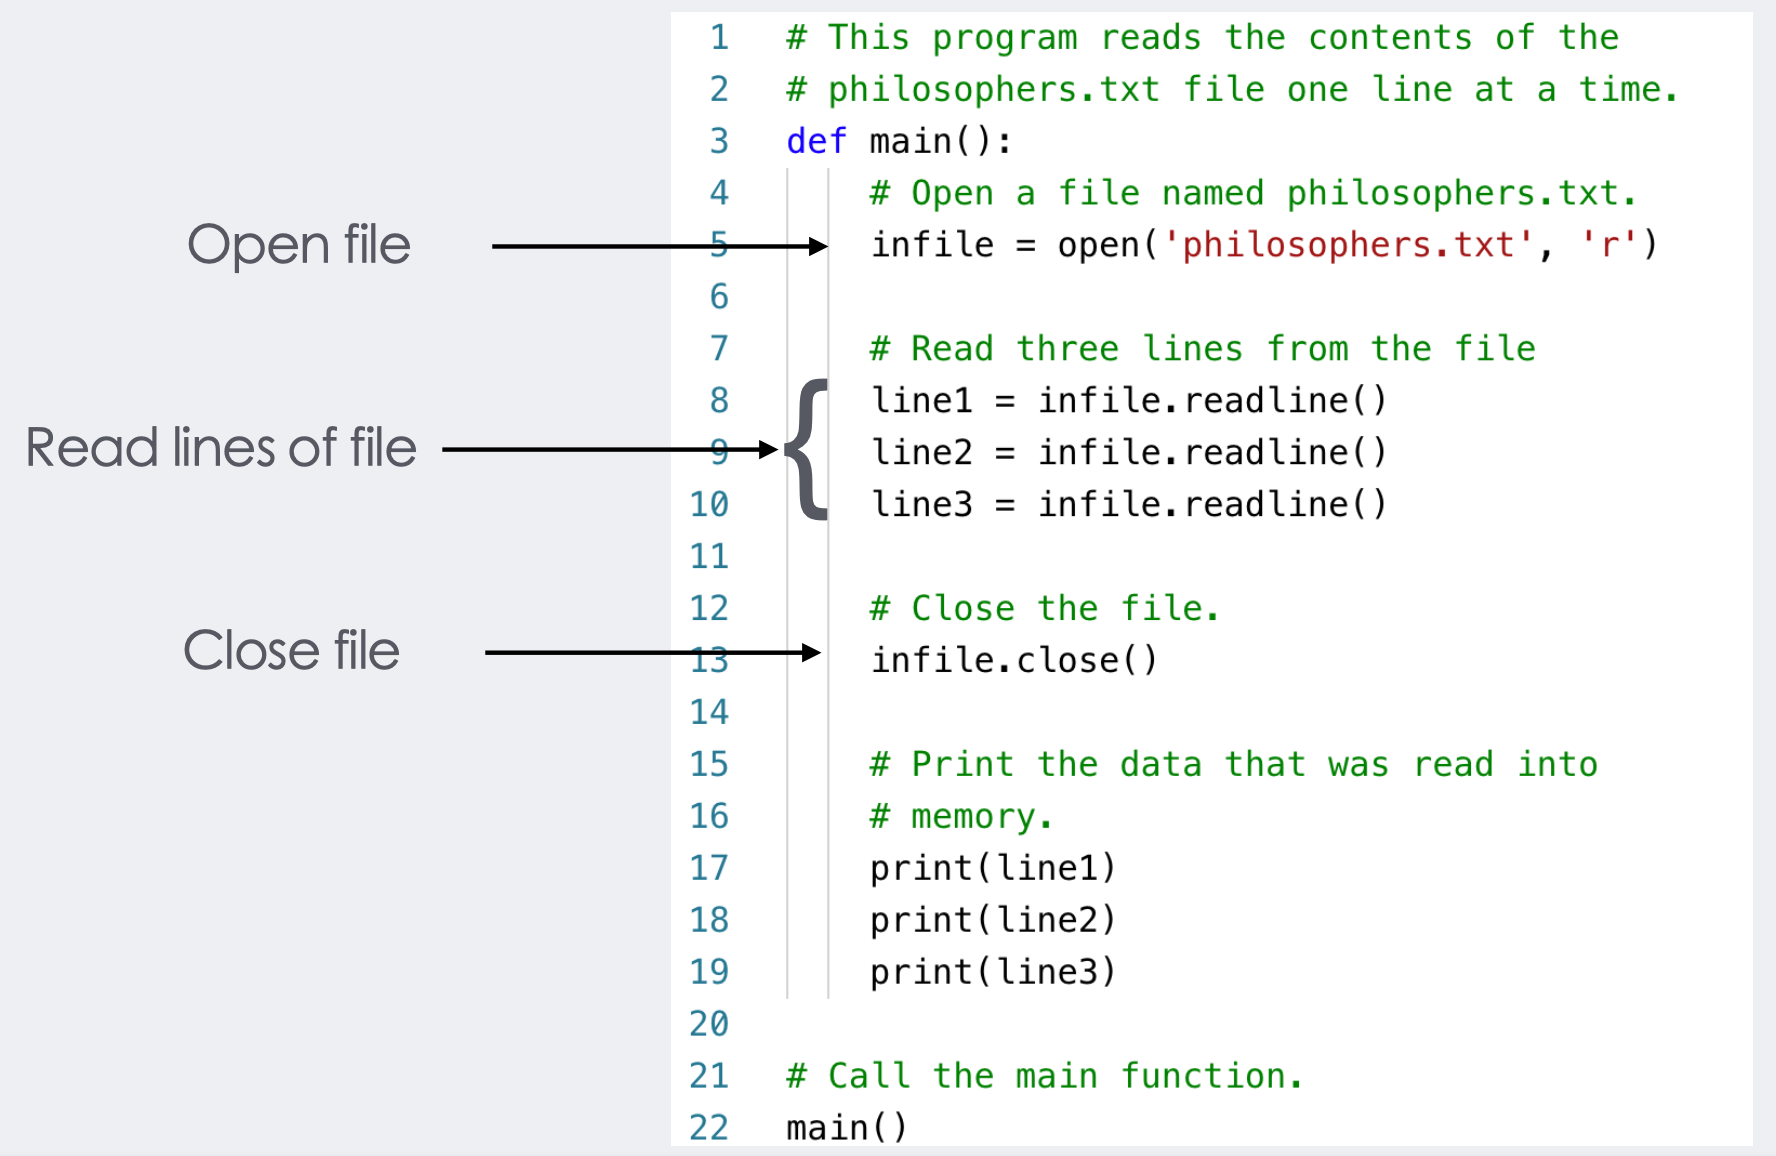 1 # This program reads the contents of the
2 # philosophers.txt file one line at a time.
3 def main():
4 # Open a file named philosophers.txt.
Open file
5 infile = open('philosophers.txt', 'r')
6
7 # Read three lines from the file
8 line1 = infile.readline()
Read lines of file
9 line2 = infile.readline()
10 line3 = infile.readline()
11
12 # Close the file.
Close file
13 infile.close()
14
15 # Print the data that was read into
16 # memory.
17 print(line1)
18 print(line2)
19 print(line3)
20
21 # Call the main function.
22 main()